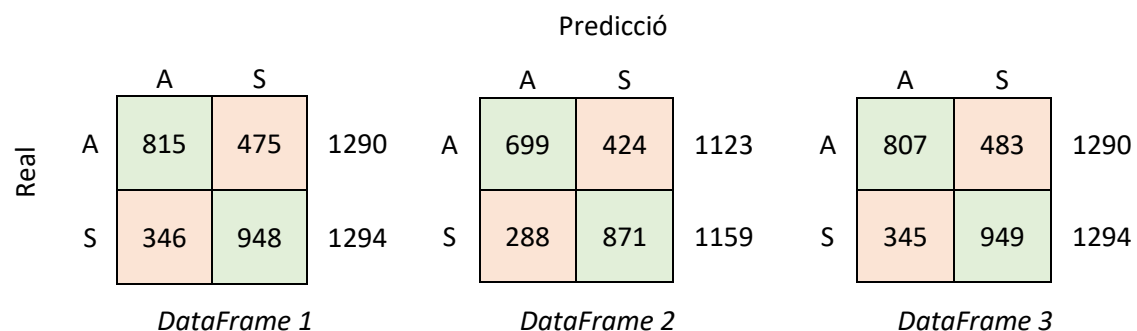 Predicció
A S A S A S
Real
A 815 475 1290 A 699 424 1123 A 807 483 1290
S 346 948 1294 S 288 871 1159 S 345 949 1294
DataFrame 1 DataFrame 2 DataFrame 3